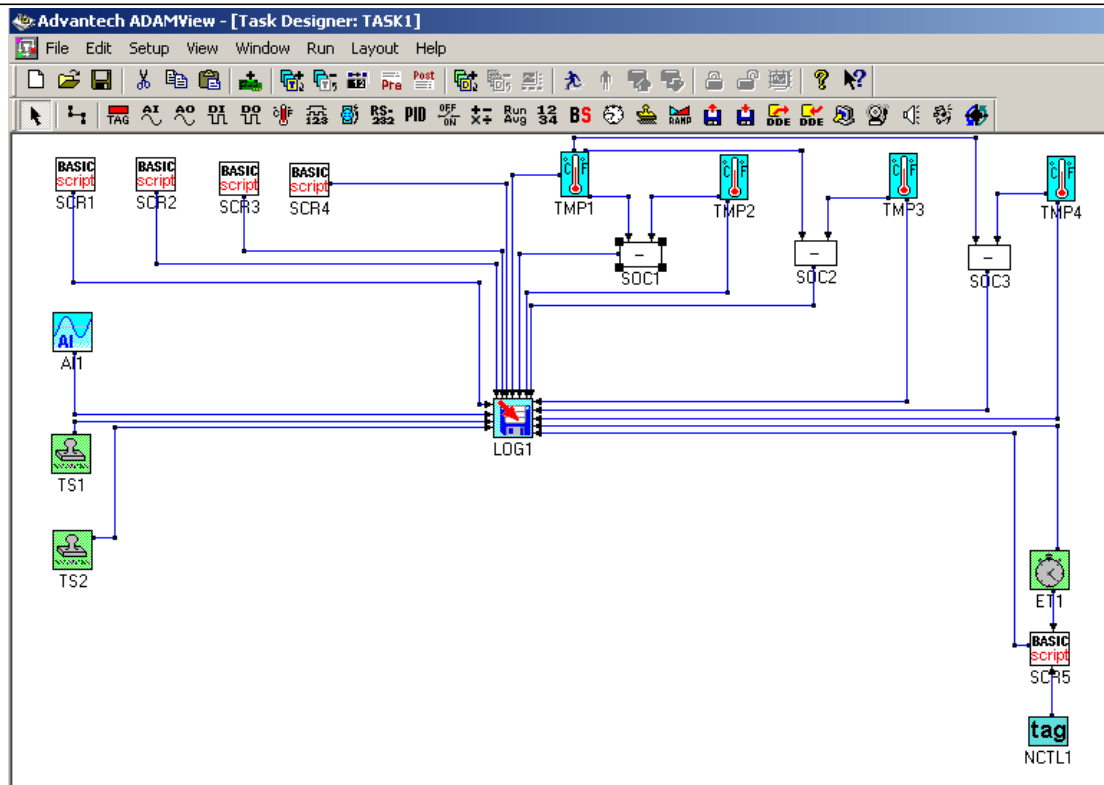 Advantech ADAMView - [Task Designer: TASK1]
File Edit Setup View Window Run Layout Help
Pre Post
TAG AI AO DI DO 123 RS-232 PID OFF ON Run Avg 12 34 BS RAMP DDE DDE
BASIC script
SCR1
BASIC script
SCR2
BASIC script
SCR3
BASIC script
SCR4
C F
TMP1
C F
TMP2
C F
TMP3
C F
TMP4
-
SOC1
-
SOC2
-
SOC3
AI
AI1
LOG1
TS1
TS2
ET1
BASIC script
SCR5
tag
NCTL1